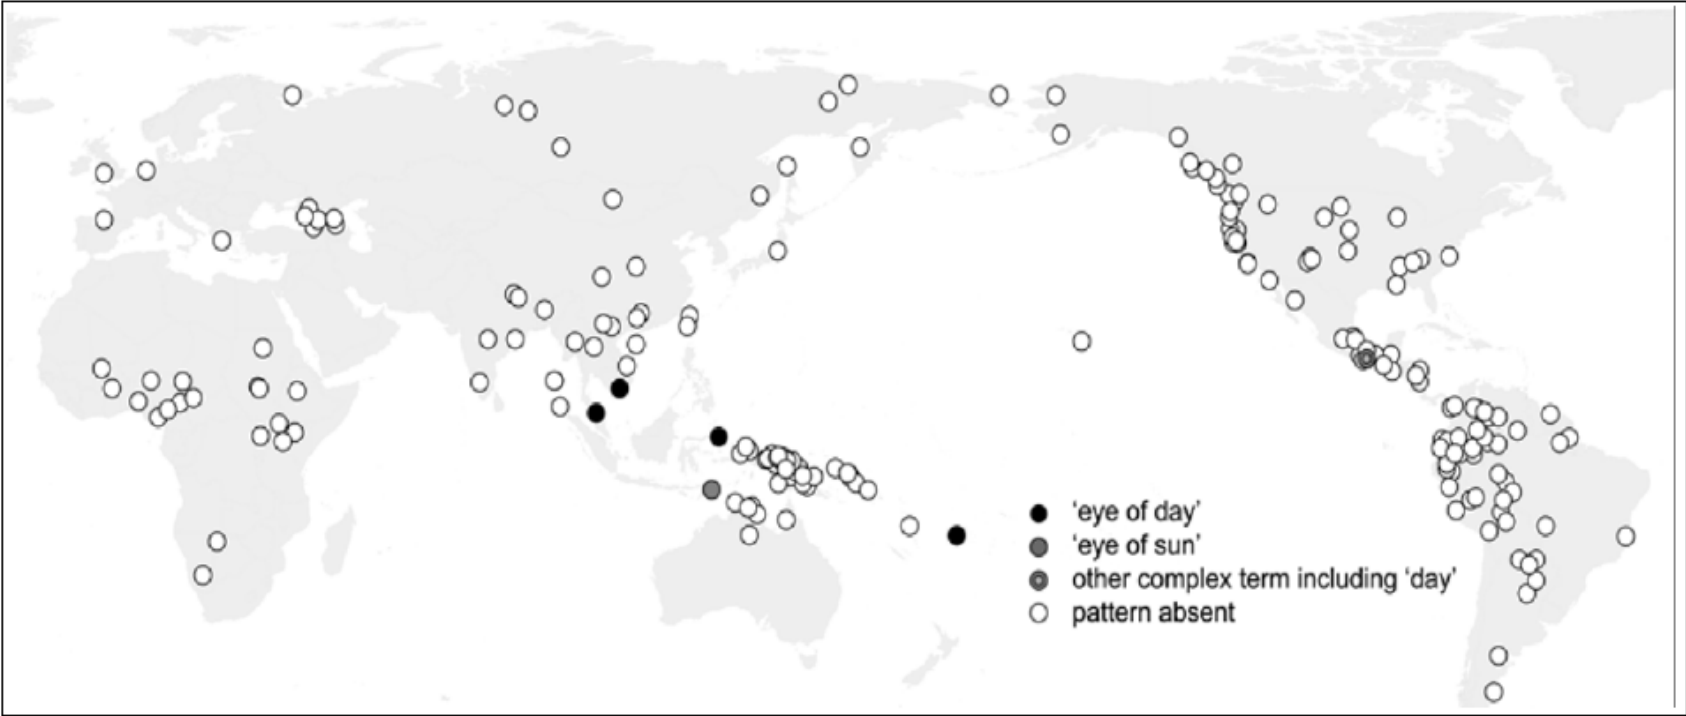 ‘eye of day’
‘eye of sun’
other complex term including ‘day’
pattern absent